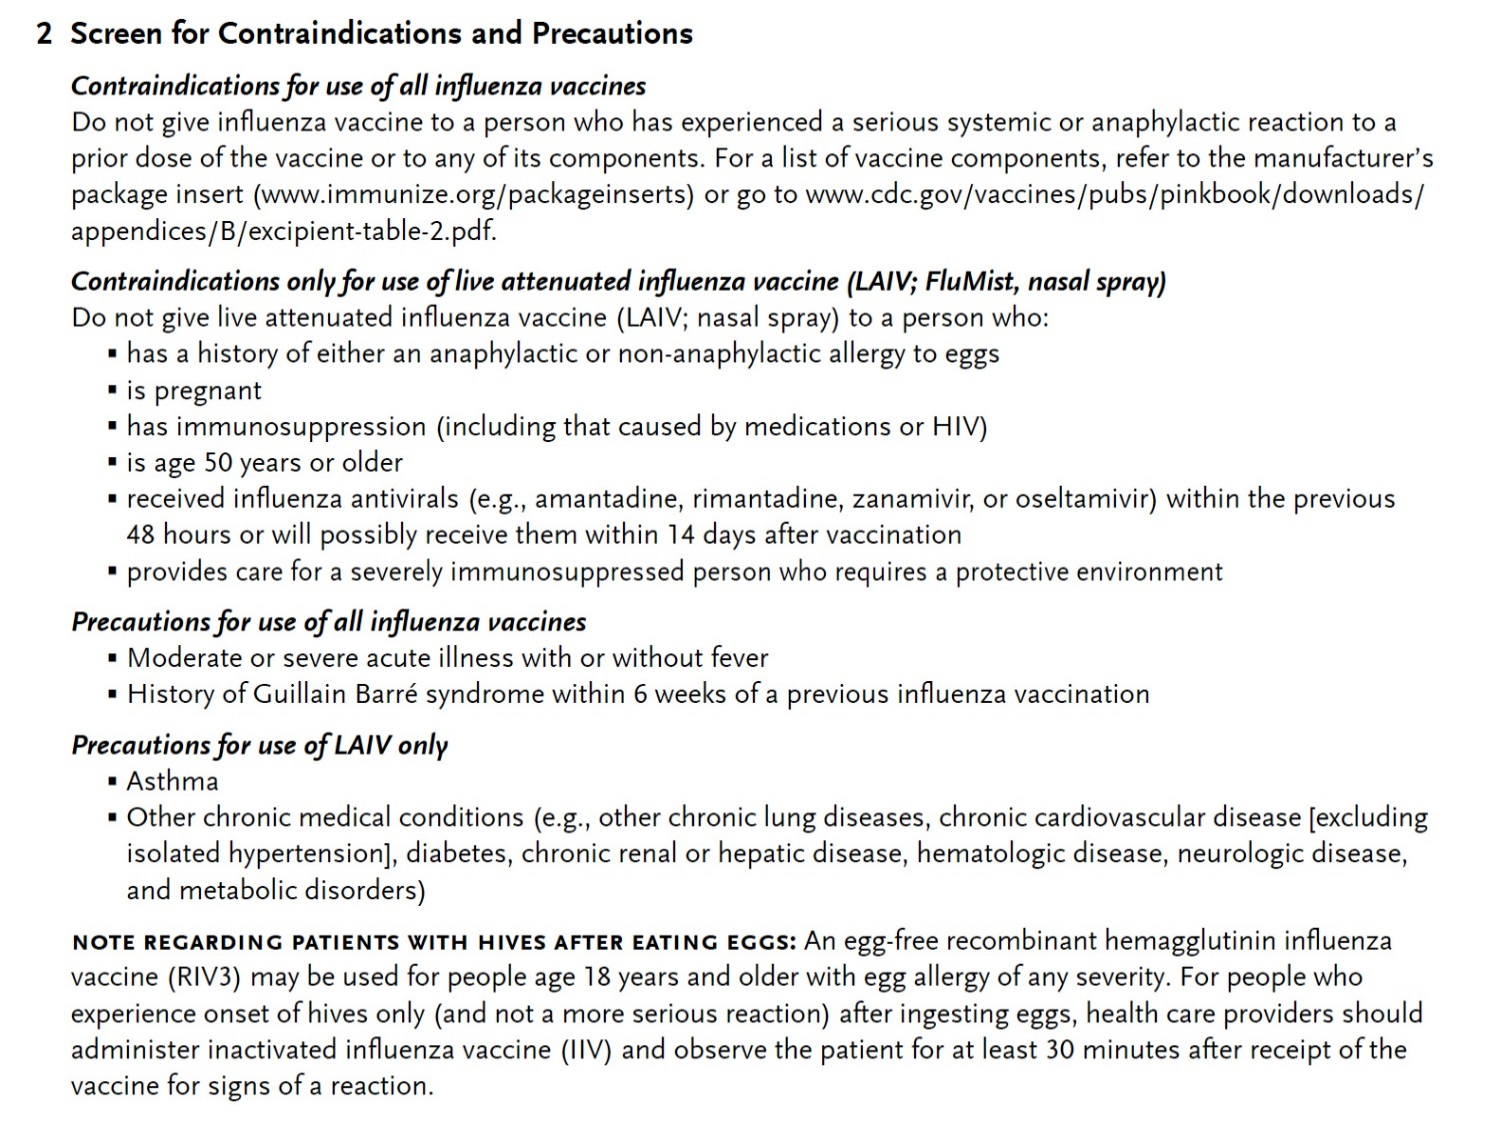 2 Screen for Contraindications and Precautions
Contraindications for use of all influenza vaccines
Do not give influenza vaccine to a person who has experienced a serious systemic or anaphylactic reaction to a
prior dose of the vaccine or to any of its components. For a list of vaccine components, refer to the manufacturer’s
package insert (www.immunize.org/packageinserts) or go to www.cdc.gov/vaccines/pubs/pinkbook/downloads/
appendices/B/excipient-table-2.pdf.
Contraindications only for use of live attenuated influenza vaccine (LAIV; FluMist, nasal spray)
Do not give live attenuated influenza vaccine (LAIV; nasal spray) to a person who:
▪ has a history of either an anaphylactic or non-anaphylactic allergy to eggs
▪ is pregnant
▪ has immunosuppression (including that caused by medications or HIV)
▪ is age 50 years or older
▪ received influenza antivirals (e.g., amantadine, rimantadine, zanamivir, or oseltamivir) within the previous
48 hours or will possibly receive them within 14 days after vaccination
▪ provides care for a severely immunosuppressed person who requires a protective environment
Precautions for use of all influenza vaccines
▪ Moderate or severe acute illness with or without fever
▪ History of Guillain Barré syndrome within 6 weeks of a previous influenza vaccination
Precautions for use of LAIV only
▪ Asthma
▪ Other chronic medical conditions (e.g., other chronic lung diseases, chronic cardiovascular disease [excluding
isolated hypertension], diabetes, chronic renal or hepatic disease, hematologic disease, neurologic disease,
and metabolic disorders)
NOTE REGARDING PATIENTS WITH HIVES AFTER EATING EGGS: An egg-free recombinant hemagglutinin influenza
vaccine (RIV3) may be used for people age 18 years and older with egg allergy of any severity. For people who
experience onset of hives only (and not a more serious reaction) after ingesting eggs, health care providers should
administer inactivated influenza vaccine (IIV) and observe the patient for at least 30 minutes after receipt of the
vaccine for signs of a reaction.